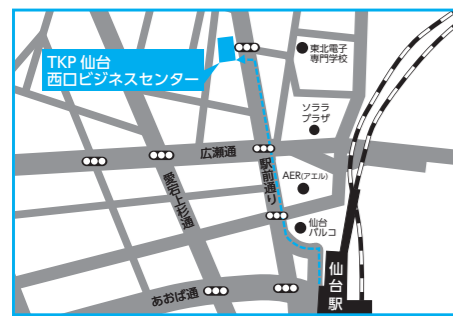 TKP 仙台
西口ビジネスセンター
東北電子
専門学校
ソララ
プラザ
広瀬通
駅前通り
愛宕上杉通
AER(アエル)
仙台
パルコ
仙台駅
あおば通